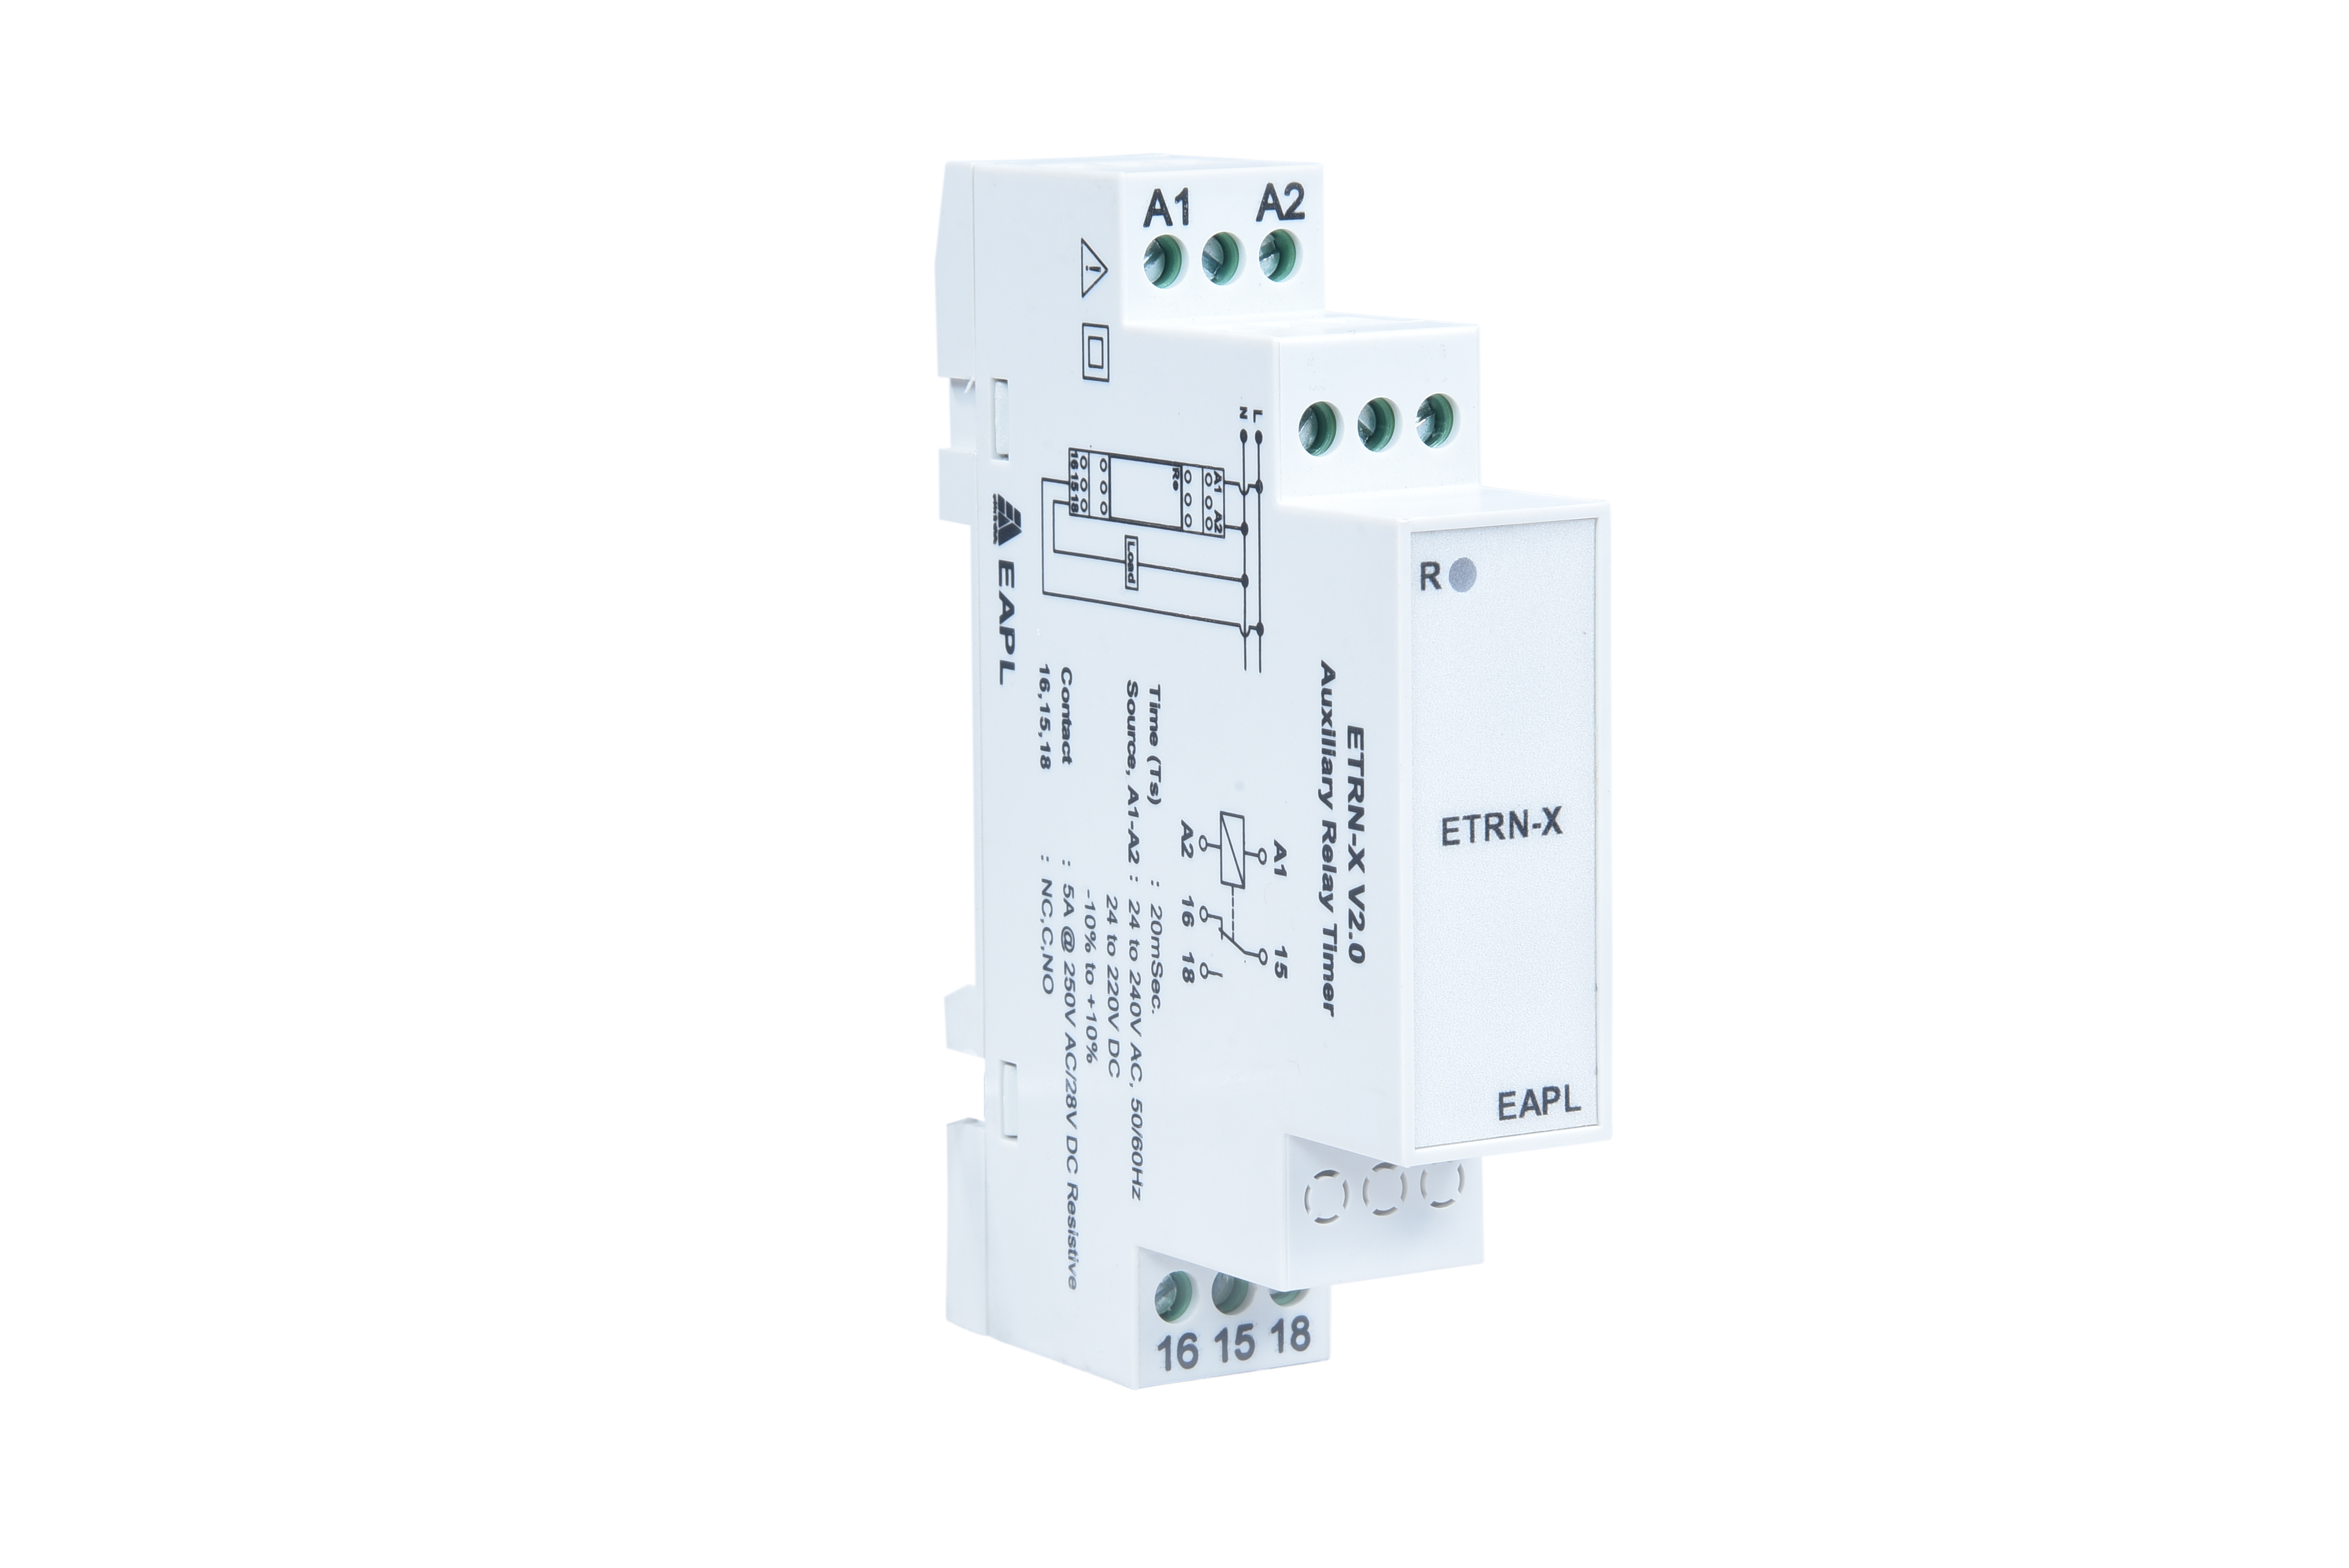 A1 A2
R
ETRN-X
EAPL
16 15 18
ETRN-X V2.0
Auxiliary Relay Timer
A1 15
A2 16 18
Time (Ts) : 20mSec.
Source, A1-A2 : 24 to 240V AC, 50/60Hz
24 to 220V DC
-10% to +10%
Contact : 5A @ 250V AC/28V DC Resistive
16,15,18 : NC,C,NO
L
N
A1 A2
R
16 15 18
Load
EAPL